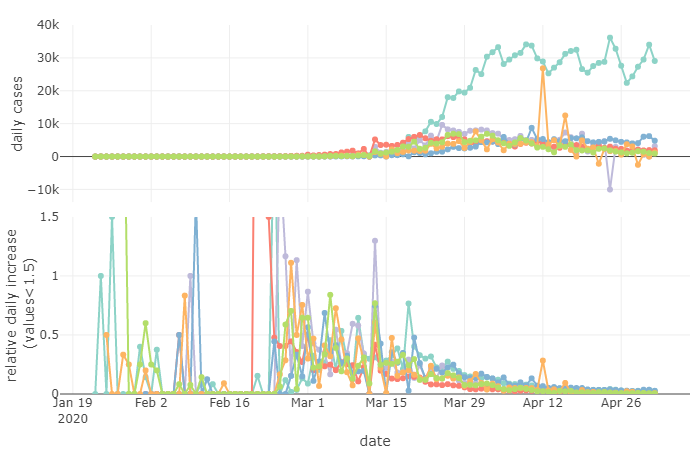 40k
30k
20k
10k
0
−10k
daily cases
1.5
1
0.5
0
relative daily increase
(values<1.5)
Jan 19
2020
Feb 2
Feb 16
Mar 1
Mar 15
Mar 29
Apr 12
Apr 26
date